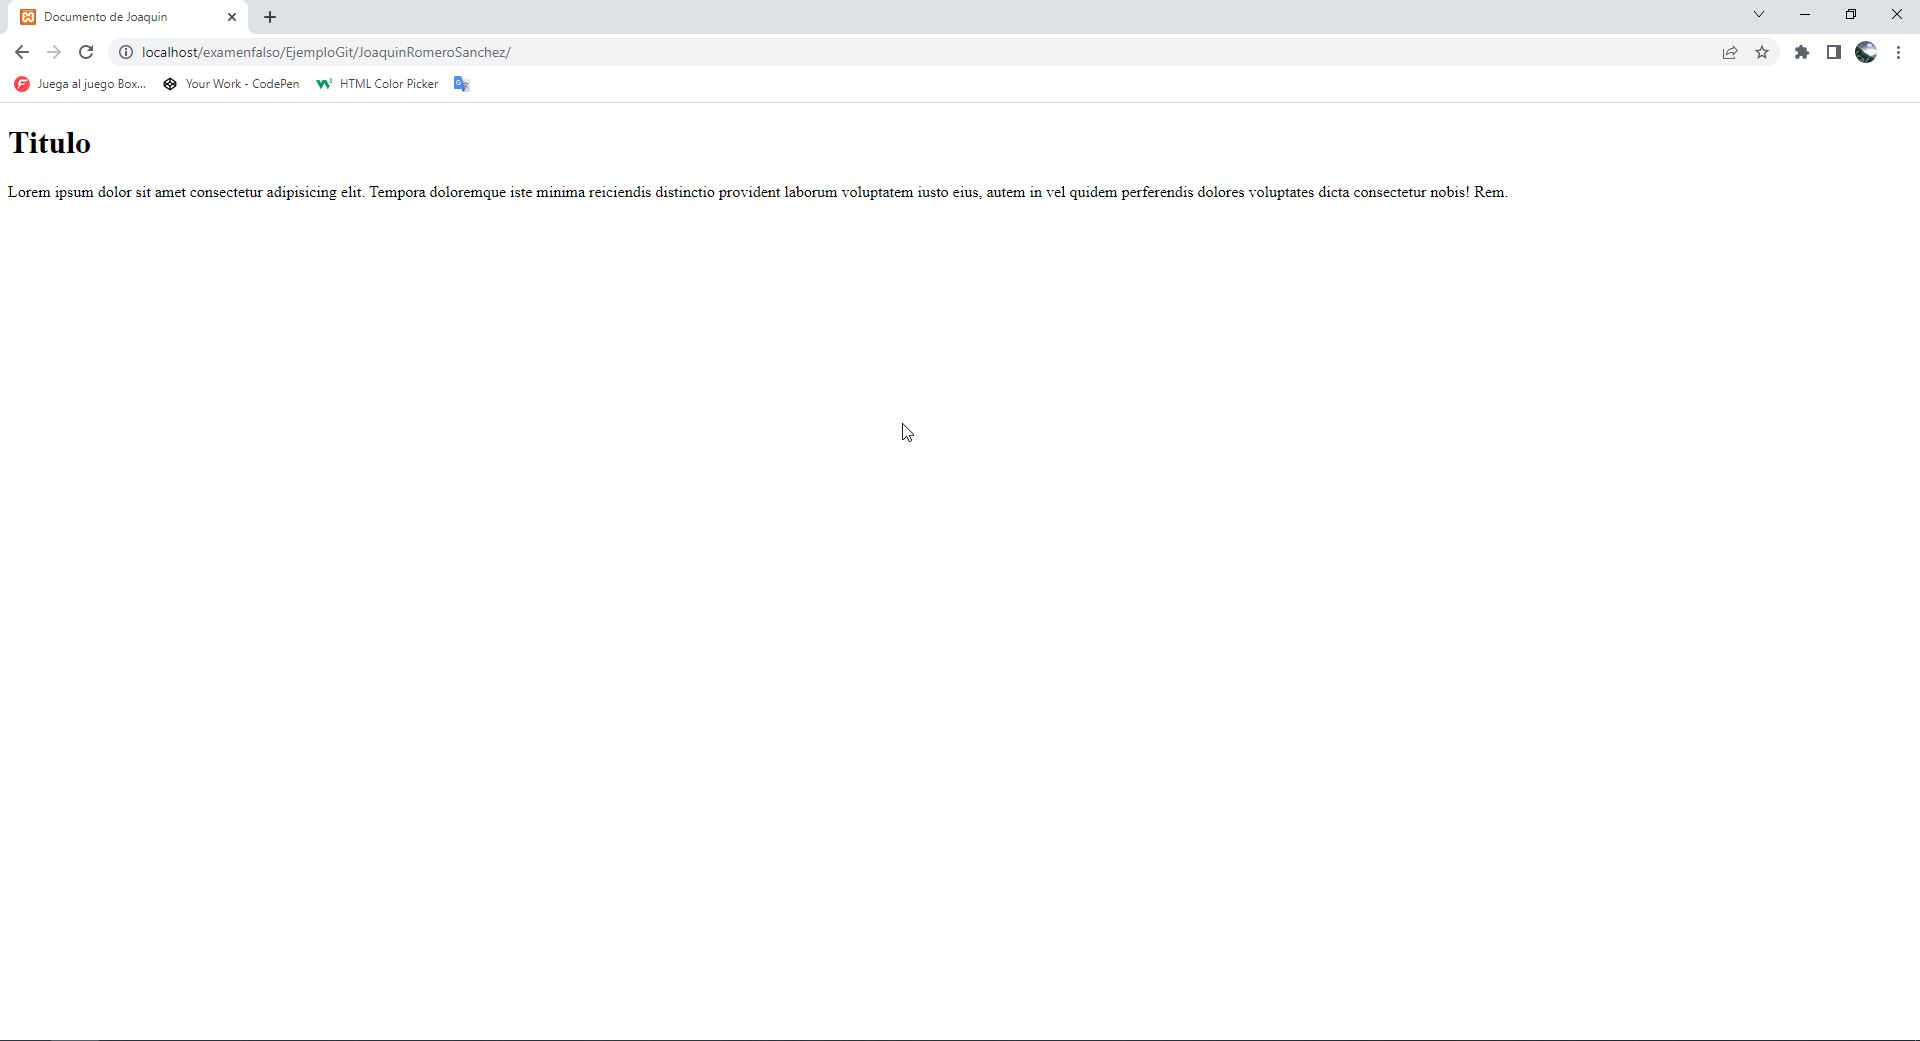 Documento de Joaquin
localhost/examenfalso/EjemploGit/JoaquinRomeroSanchez/
Juega al juego Box... Your Work - CodePen HTML Color Picker
Titulo
Lorem ipsum dolor sit amet consectetur adipisicing elit. Tempora doloremque iste minima reiciendis distinctio provident laborum voluptatem iusto eius, autem in vel quidem perferendis dolores voluptates dicta consectetur nobis! Rem.